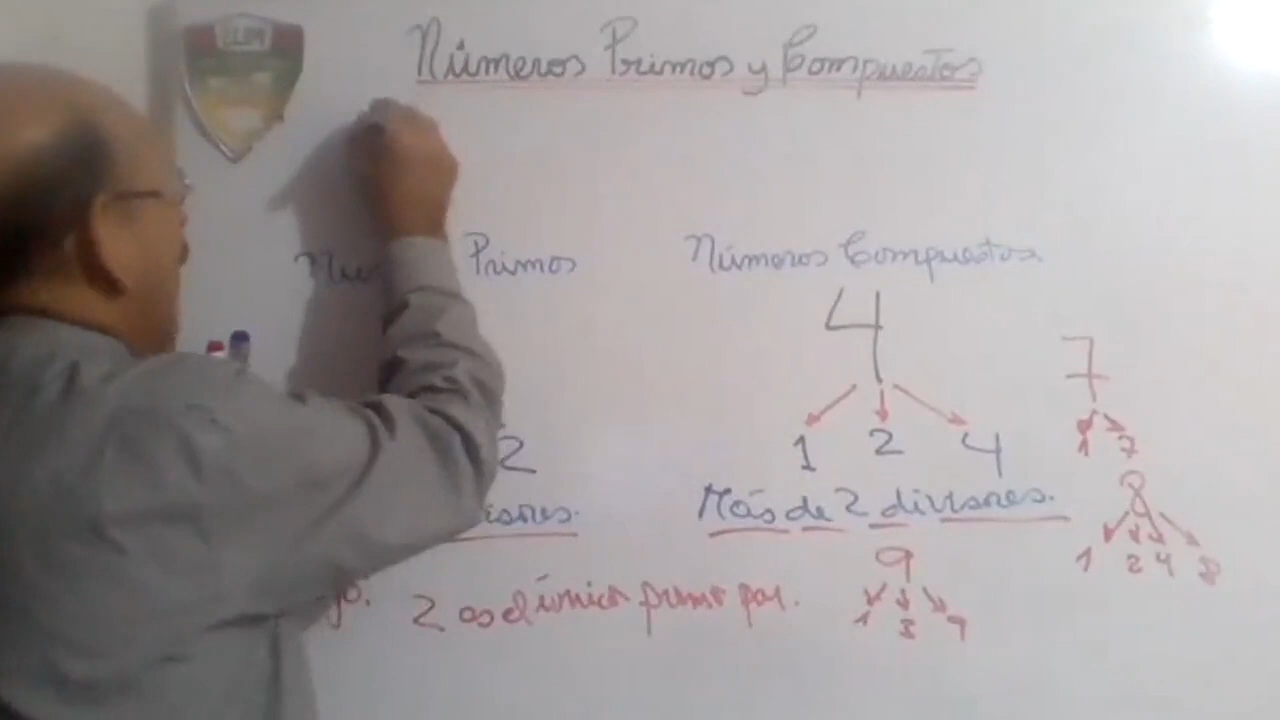 Números Primos y Compuestos
Primos
Números Compuestos
4
7
1 2 4
1 7
2
Más de 2 divisores.
8
1 2 4 8
9
1 3 9
2 es el único primo par.